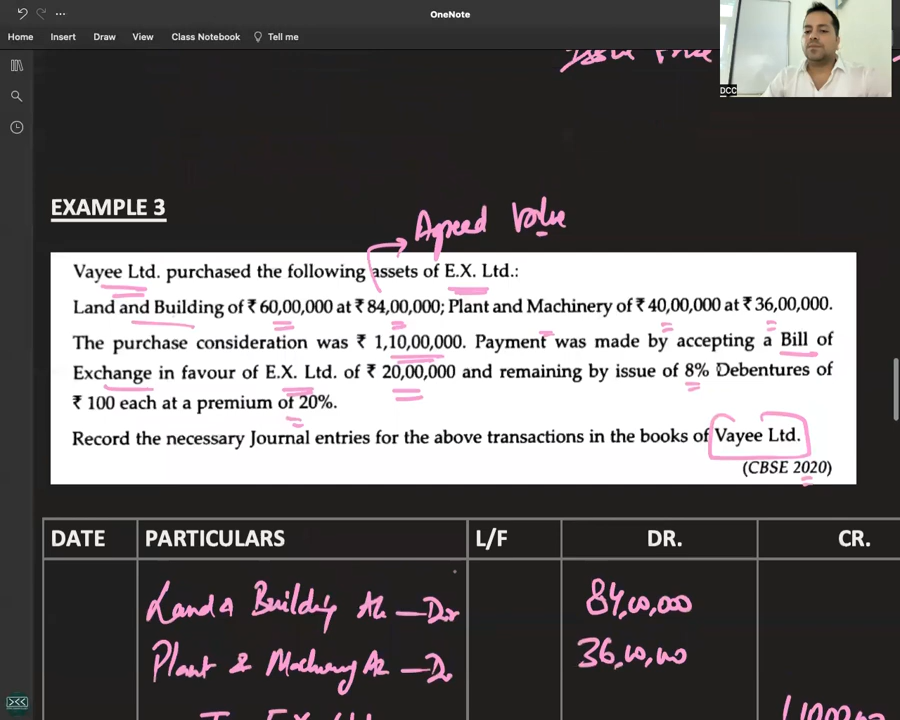 OneNote
Home Insert Draw View Class Notebook Tell me
Issue Price
DCC
EXAMPLE 3
Agreed Value
Vayee Ltd. purchased the following assets of E.X. Ltd.:
Land and Building of ₹ 60,00,000 at ₹ 84,00,000; Plant and Machinery of ₹ 40,00,000 at ₹ 36,00,000.
The purchase consideration was ₹ 1,10,00,000. Payment was made by accepting a Bill of
Exchange in favour of E.X. Ltd. of ₹ 20,00,000 and remaining by issue of 8% Debentures of
₹ 100 each at a premium of 20%.
Record the necessary Journal entries for the above transactions in the books of Vayee Ltd.
(CBSE 2020)
DATE PARTICULARS L/F DR. CR.
Land & Building A/c — Dr 84,00,000
Plant & Machinery A/c — Dr 36,00,000
To EX Ltd